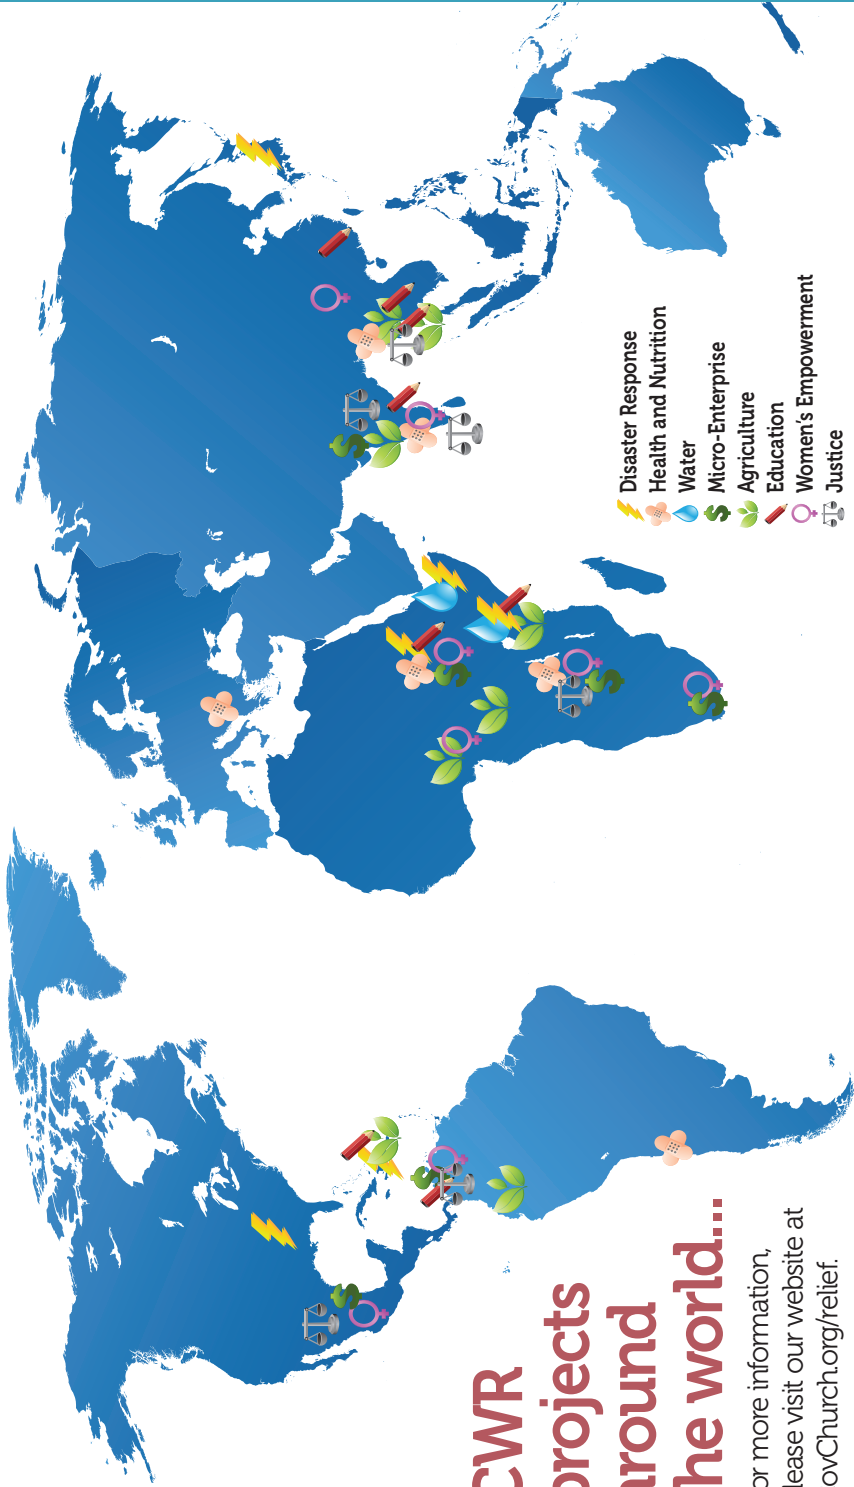 CWR
projects
around
he world...
or more information,
lease visit our website at
ovChurch.org/relief.
Disaster Response
Health and Nutrition
Water
Micro-Enterprise
Agriculture
Education
Women's Empowerment
Justice